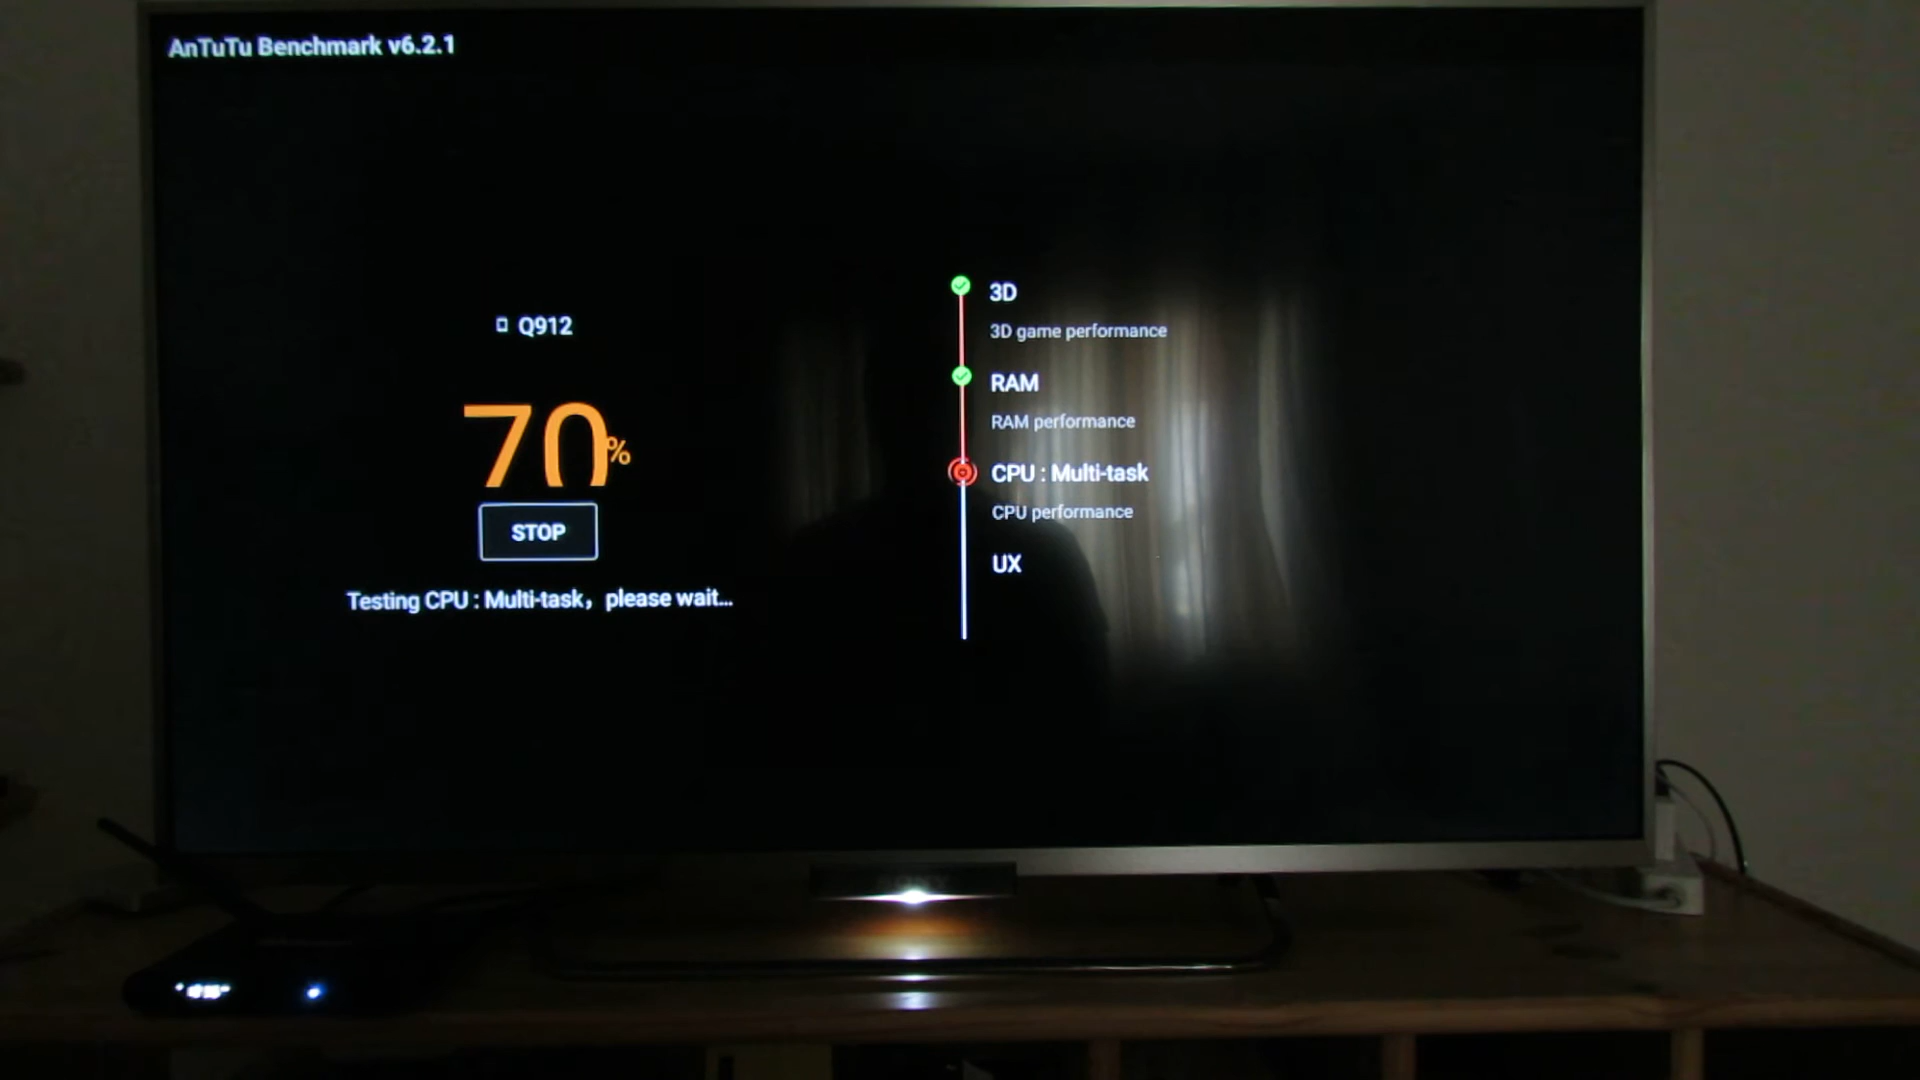 AnTuTu Benchmark v6.2.1
Q912
70%
STOP
Testing CPU : Multi-task, please wait...
3D
3D game performance
RAM
RAM performance
CPU : Multi-task
CPU performance
UX